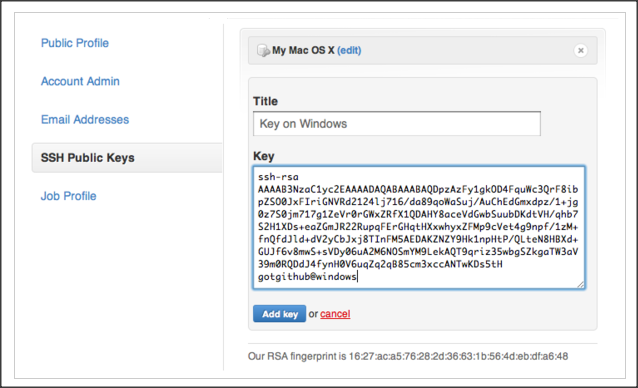 Public Profile
Account Admin
Email Addresses
SSH Public Keys
Job Profile
My Mac OS X (edit)
Title
Key on Windows
Key
ssh-rsa
AAAAB3NzaC1yc2EAAAADAQABAAABAQDpzAzFy1gkOD4FquWc3QrF8ib
pZSO0JxFIriGNVRd2124lj716/da89qoWaSuj/AuChEdGmxdpz/1+jg
0z7S0jm717g1ZeVr0rGWxZRfX1QDAHY8aceVdGwbSuubDKdtVH/qhb7
S2H1XDs+eaZGmJR22RupqFErGHqtHXxwhyxZFMp9cVet4g9npf/1zM+
fnQfdJld+dV2yCbJxj8TInFM5AEDAKZNZY9Hk1npHtP/QLteN8HBXd+
GUJf6v8mwS+sVDy06uA2M6NOSmYM9LekAQT9qriz35wbgSZkgaTW3aV
39m0RQDdJ4fynH0V6uqZq2qB85cm3xccANTwKDs5tH
gotgithub@windows
Add key or cancel
Our RSA fingerprint is 16:27:ac:a5:76:28:2d:36:63:1b:56:4d:eb:df:a6:48